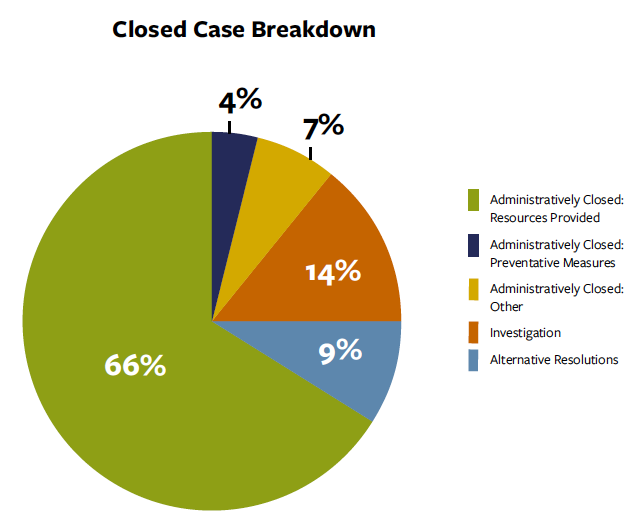 Closed Case Breakdown
4%
7%
14%
9%
66%
Administratively Closed:
Resources Provided
Administratively Closed:
Preventative Measures
Administratively Closed:
Other
Investigation
Alternative Resolutions